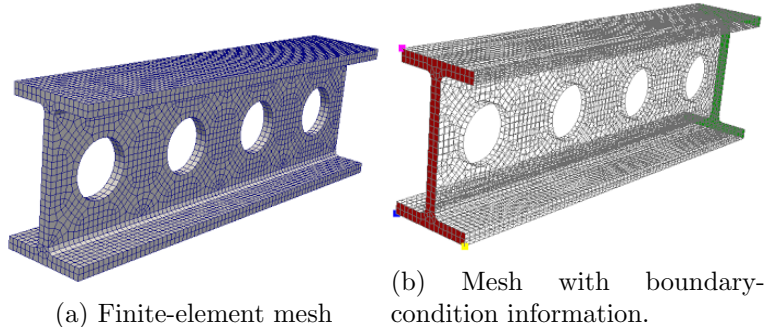 (a) Finite-element mesh
(b) Mesh with boundary-
condition information.